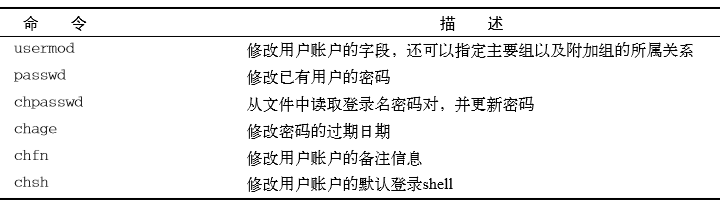 命 令 描 述
usermod 修改用户账户的字段，还可以指定主要组以及附加组的所属关系
passwd 修改已有用户的密码
chpasswd 从文件中读取登录名密码对，并更新密码
chage 修改密码的过期日期
chfn 修改用户账户的备注信息
chsh 修改用户账户的默认登录shell